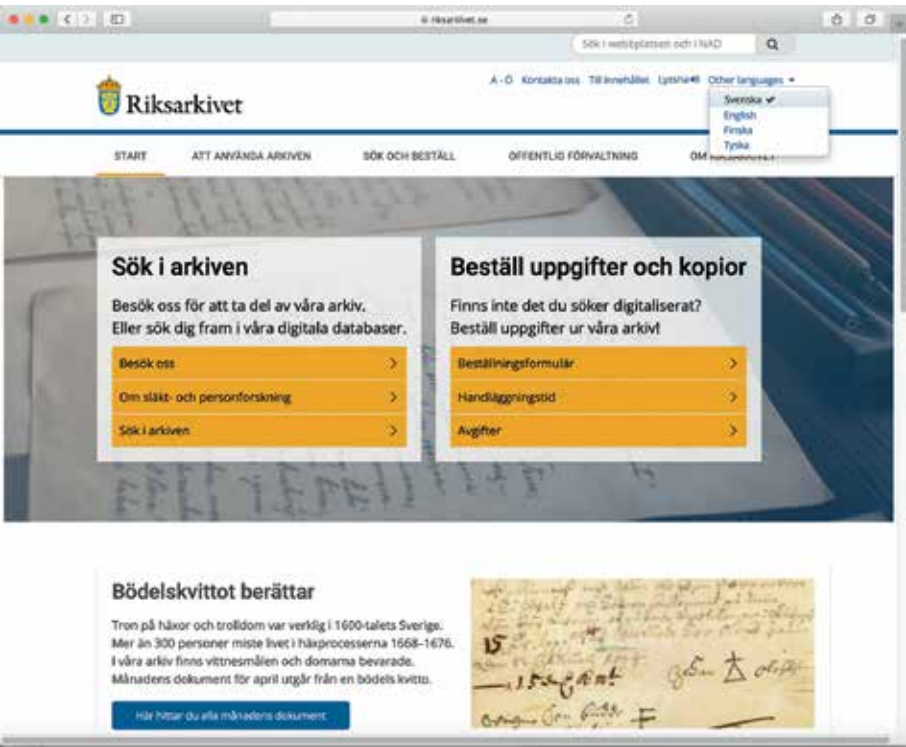 riksarkivet.se
Sök i webbplatsen och i NAD
A - Ö Kontakta oss Till innehållet Lyssna Other languages
Svenska ✔
English
Finska
Tyska
Riksarkivet
START ATT ANVÄNDA ARKIVEN SÖK OCH BESTÄLL OFFENTLIG FÖRVALTNING OM RIKSARKIVET
Sök i arkiven
Besök oss för att ta del av våra arkiv.
Eller sök dig fram i våra digitala databaser.
Besök oss
Om släkt- och personforskning
Sök i arkiven
Beställ uppgifter och kopior
Finns inte det du söker digitaliserat?
Beställ uppgifter ur våra arkiv!
Beställningsformulär
Handläggningstid
Avgifter
Bödelskvittot berättar
Tron på häxor och trolldom var verklig i 1600-talets Sverige.
Mer än 300 personer miste livet i häxprocesserna 1668–1676.
I våra arkiv finns vittnesmålen och domarna bevarade.
Månadens dokument för april utgår från en bödels kvitto.
Här hittar du alla månadens dokument
15